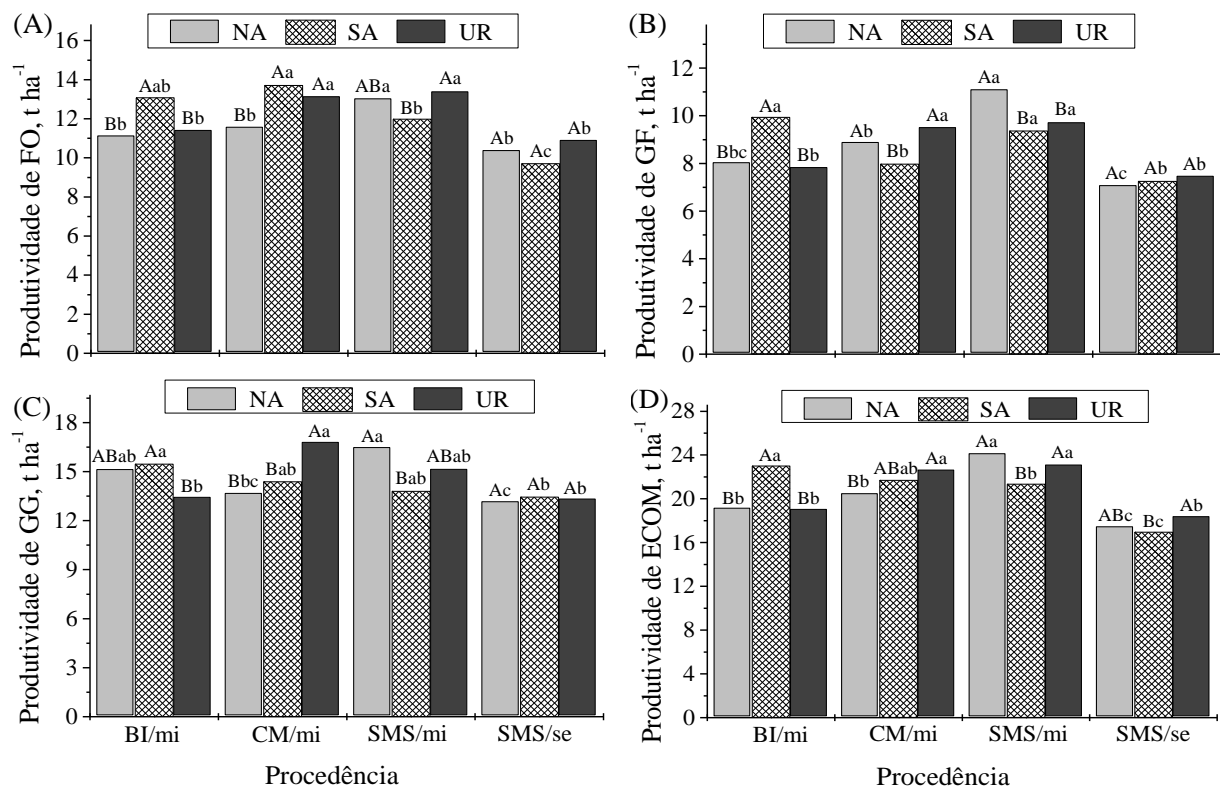 (A)
NA SA UR
Produtividade de FO, t ha-1
16
14
12
10
8
6
4
2
0
Bb Aab Bb Bb Aa Aa ABa Bb Aa Ab Ac Ab
(B)
NA SA UR
Produtividade de GF, t ha-1
12
10
8
6
4
2
0
Bbc Aa Bb Ab Bb Aa Aa Ba Ba Ac Ab Ab
(C)
NA SA UR
Produtividade de GG, t ha-1
18
15
12
9
6
3
0
ABab Aa Bb Bbc Bab Aa Aa Bab ABab Ac Ab Ab
BI/mi CM/mi SMS/mi SMS/se
Procedência
(D)
NA SA UR
Produtividade de ECOM, t ha-1
28
24
20
16
12
8
4
0
Bb Aa Bb Bb ABab Aa Aa Bb Aa ABc Bc Ab
BI/mi CM/mi SMS/mi SMS/se
Procedência